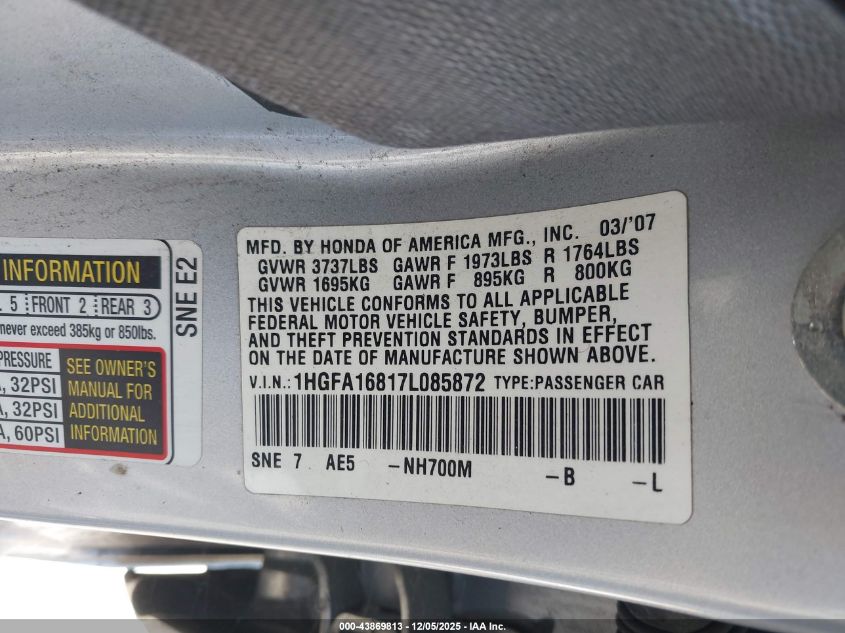 INFORMATION
5 FRONT 2 REAR 3
never exceed 385kg or 850lbs.
PRESSURE
, 32PSI
, 32PSI
, 60PSI
SEE OWNER'S
MANUAL FOR
ADDITIONAL
INFORMATION
SNE E2
MFD. BY HONDA OF AMERICA MFG., INC. 03/'07
GVWR 3737LBS GAWR F 1973LBS R 1764LBS
GVWR 1695KG GAWR F 895KG R 800KG
THIS VEHICLE CONFORMS TO ALL APPLICABLE
FEDERAL MOTOR VEHICLE SAFETY, BUMPER,
AND THEFT PREVENTION STANDARDS IN EFFECT
ON THE DATE OF MANUFACTURE SHOWN ABOVE.
V.I.N.: 1HGFA16817L085872 TYPE:PASSENGER CAR
SNE 7 AE5 -NH700M -B -L
000-43869813 - 12/05/2025 - IAA Inc.